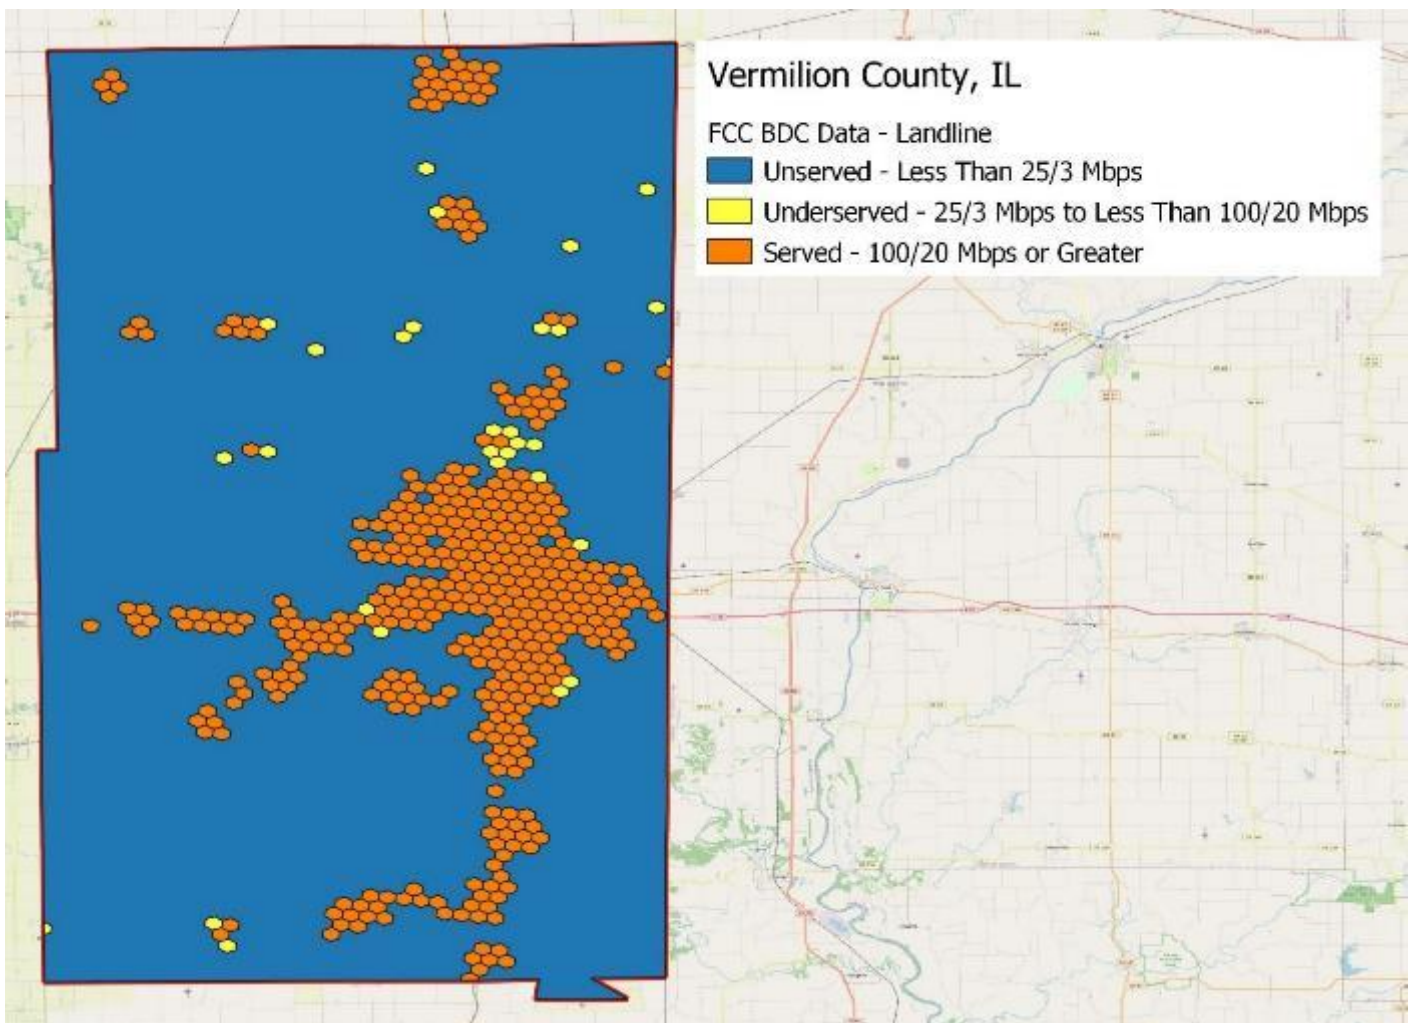 Vermilion County, IL
FCC BDC Data - Landline
Unserved - Less Than 25/3 Mbps
Underserved - 25/3 Mbps to Less Than 100/20 Mbps
Served - 100/20 Mbps or Greater